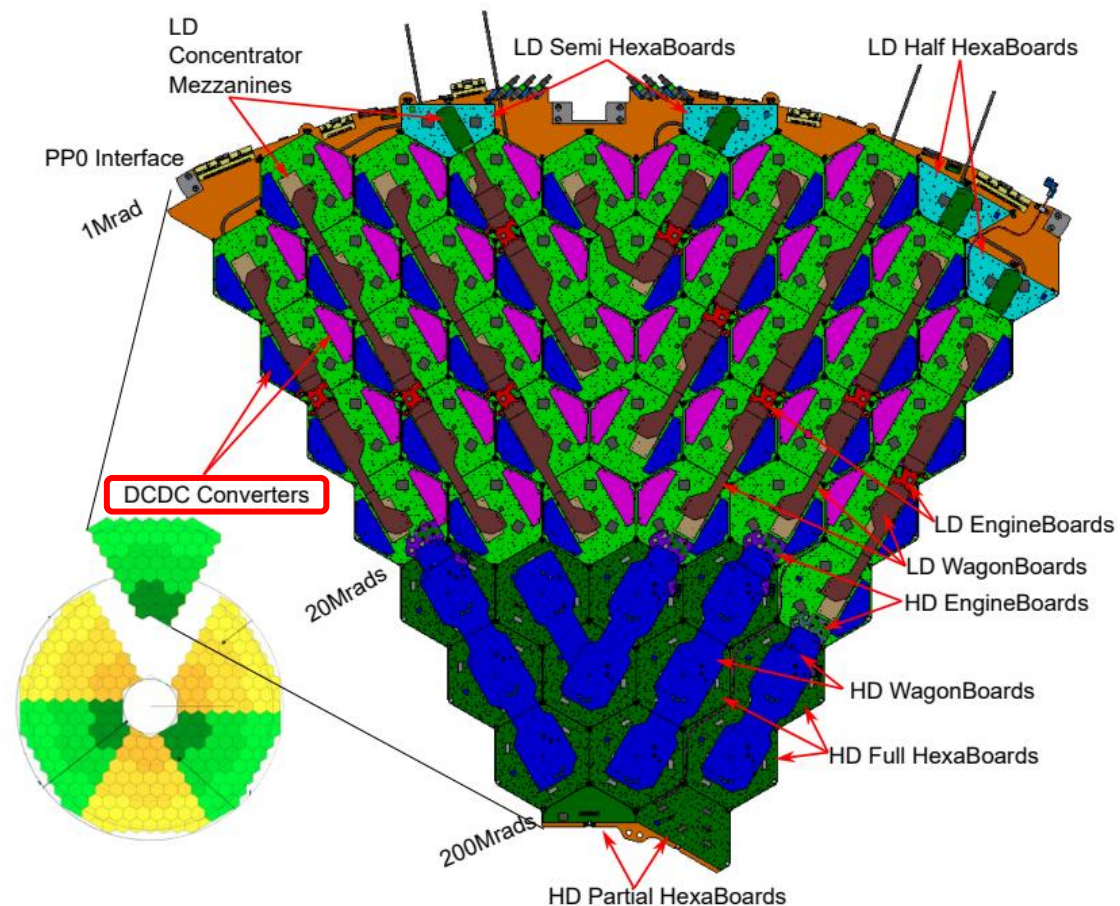 LD
Concentrator
Mezzanines
LD Semi HexaBoards
LD Half HexaBoards
PP0 Interface
1Mrad
DCDC Converters
20Mrads
LD EngineBoards
LD WagonBoards
HD EngineBoards
HD WagonBoards
HD Full HexaBoards
200Mrads
HD Partial HexaBoards